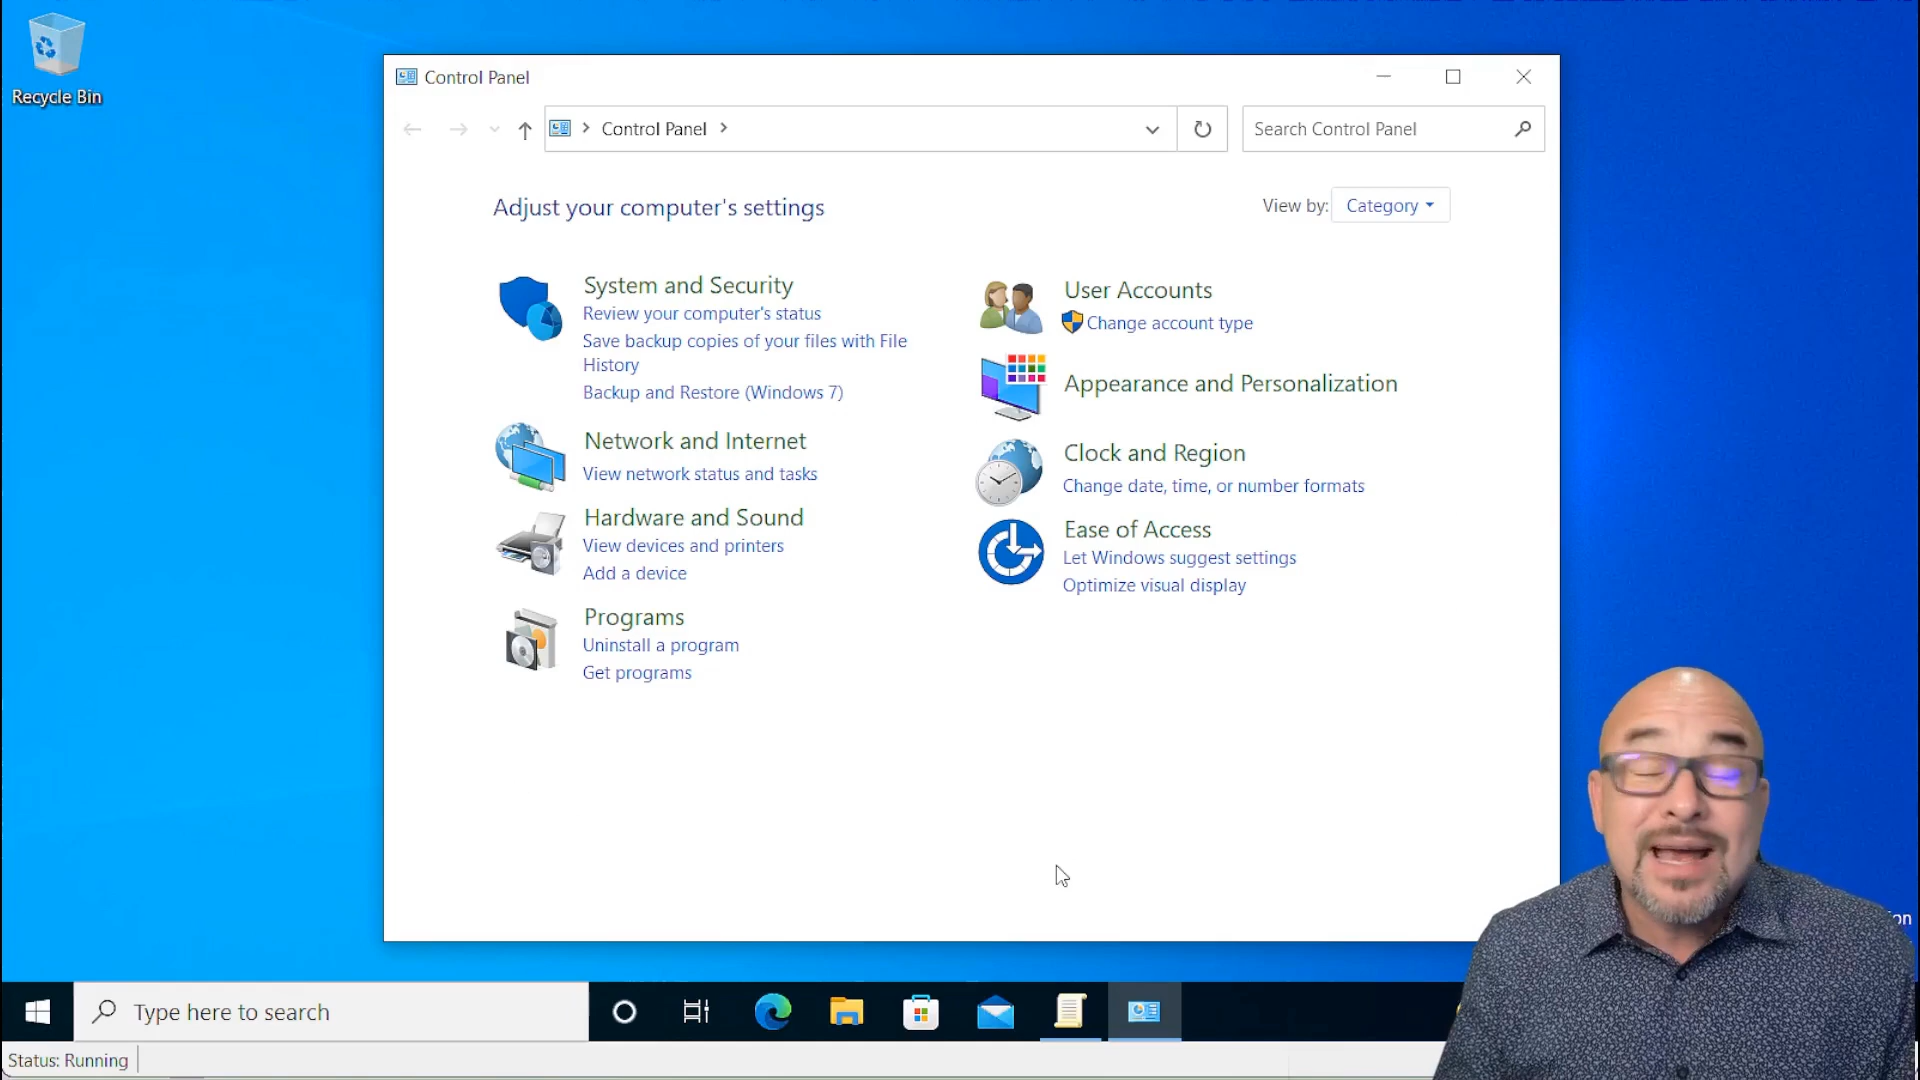 Recycle Bin
Control Panel
Control Panel
Search Control Panel
Adjust your computer's settings
View by:
Category
System and Security
Review your computer's status
Save backup copies of your files with File
History
Backup and Restore (Windows 7)
Network and Internet
View network status and tasks
Hardware and Sound
View devices and printers
Add a device
Programs
Uninstall a program
Get programs
User Accounts
Change account type
Appearance and Personalization
Clock and Region
Change date, time, or number formats
Ease of Access
Let Windows suggest settings
Optimize visual display
Type here to search
Status: Running